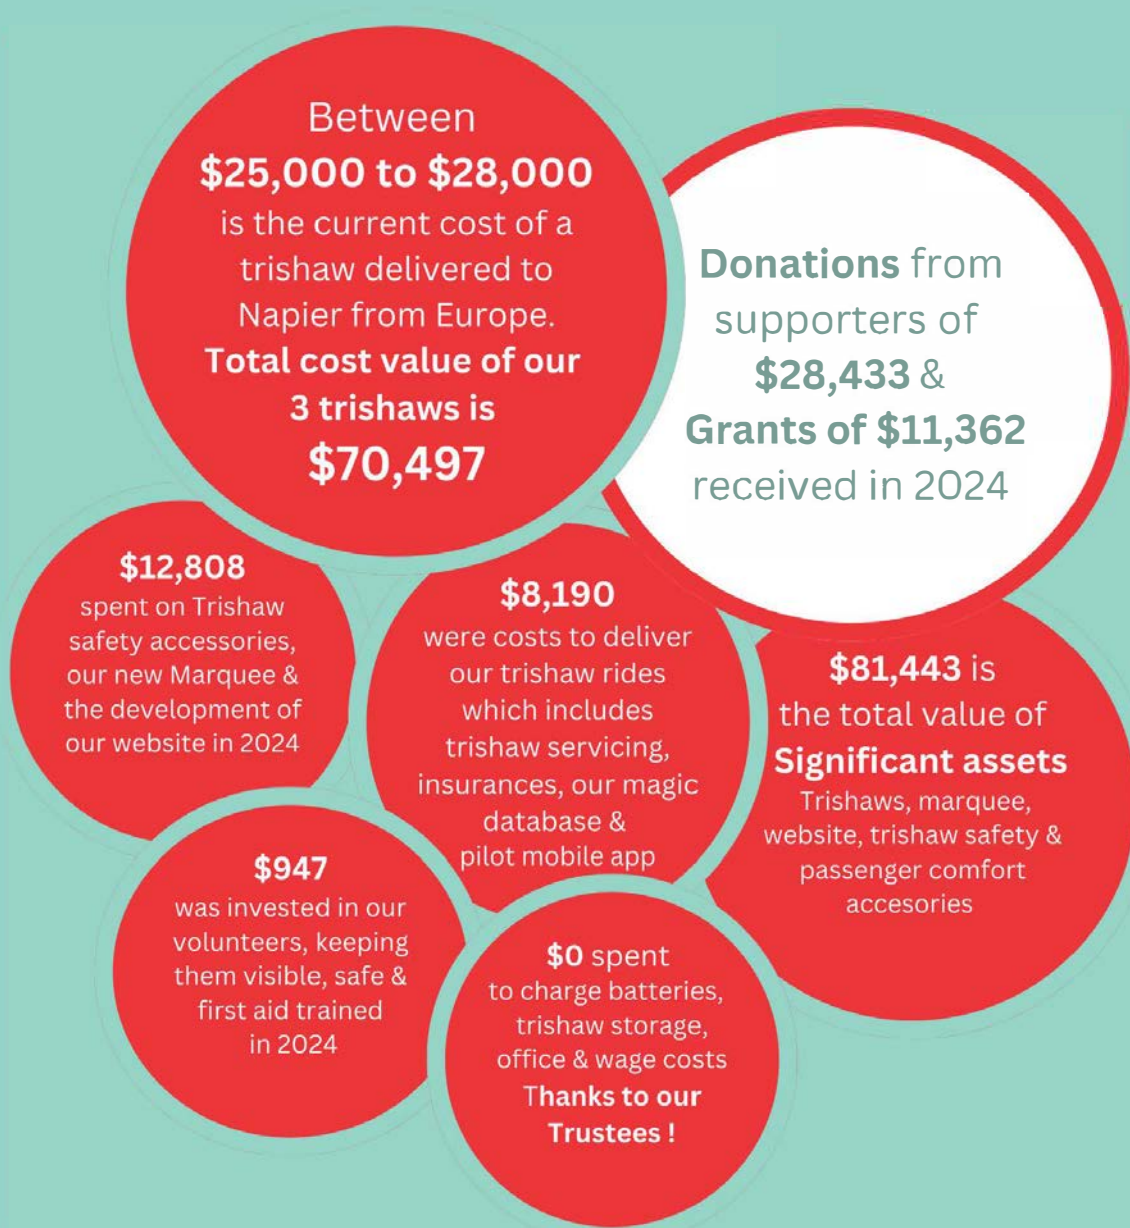 Between
$25,000 to $28,000
is the current cost of a
trishaw delivered to
Napier from Europe.
Total cost value of our
3 trishaws is
$70,497
Donations from
supporters of
$28,433 &
Grants of $11,362
received in 2024
$12,808
spent on Trishaw
safety accessories,
our new Marquee &
the development of
our website in 2024
$8,190
were costs to deliver
our trishaw rides
which includes
trishaw servicing,
insurances, our magic
database &
pilot mobile app
$81,443 is
the total value of
Significant assets
Trishaws, marquee,
website, trishaw safety &
passenger comfort
accesories
$947
was invested in our
volunteers, keeping
them visible, safe &
first aid trained
in 2024
$0 spent
to charge batteries,
trishaw storage,
office & wage costs
Thanks to our
Trustees !